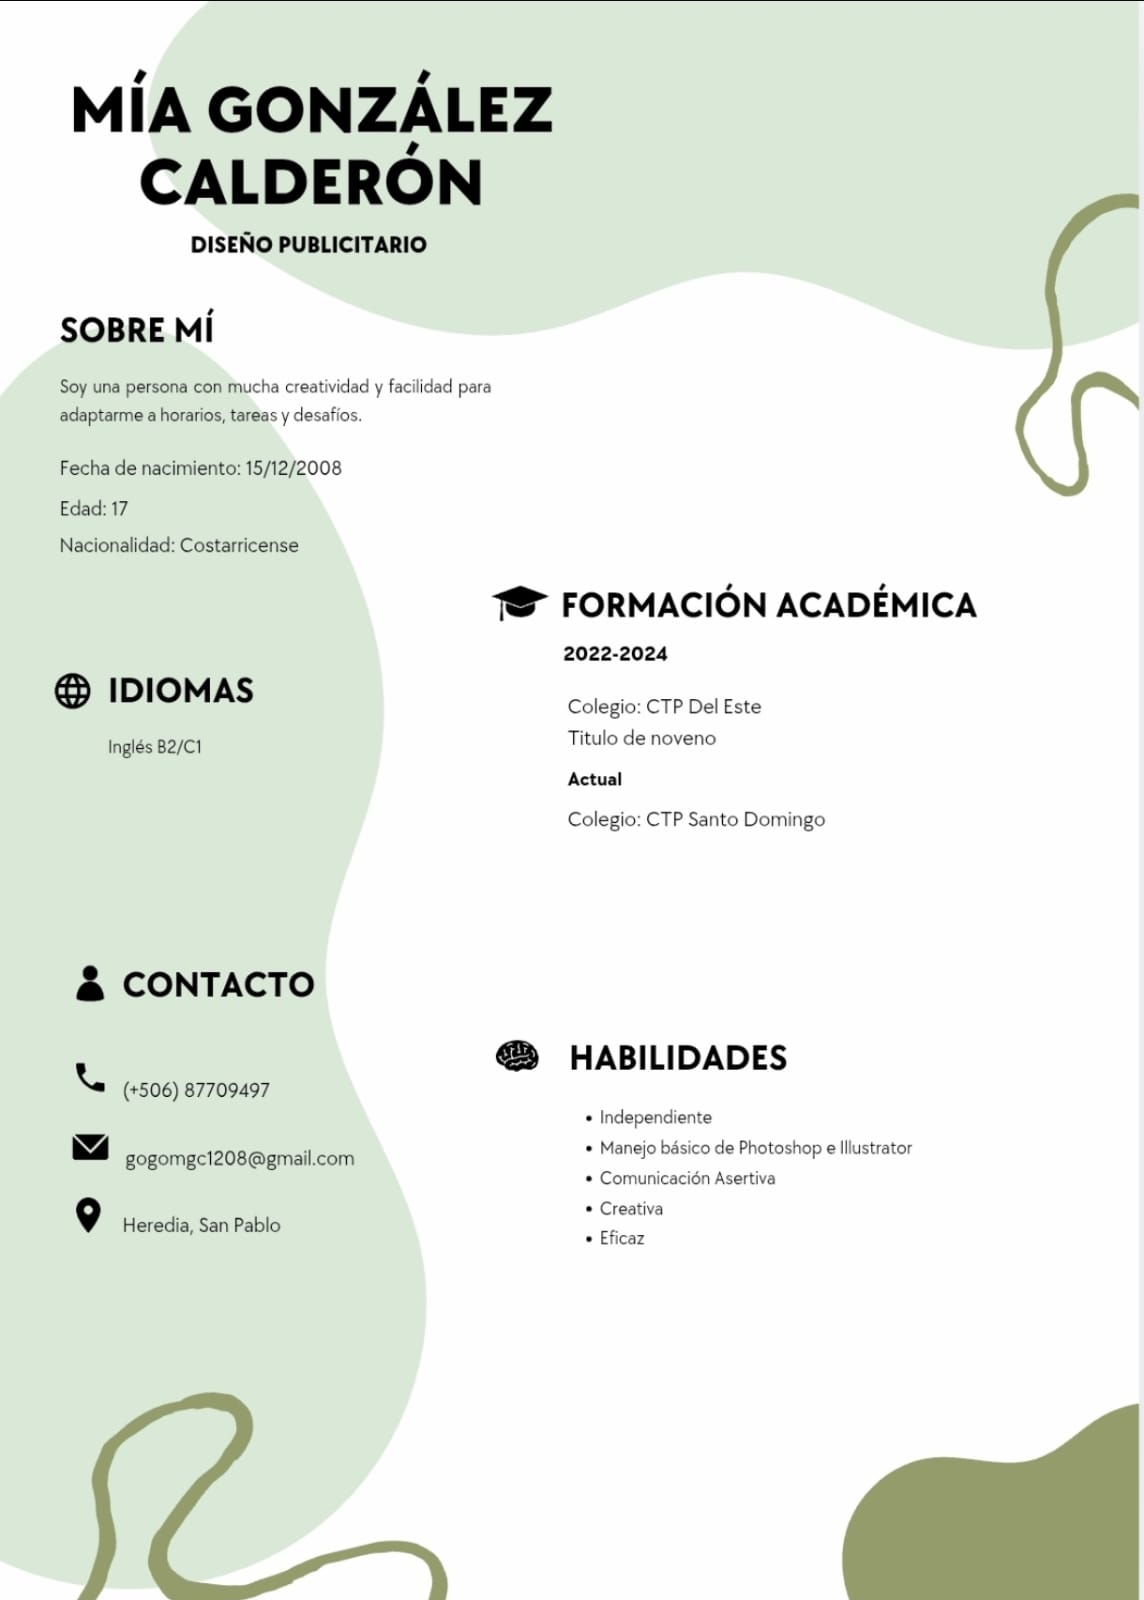 MÍA GONZÁLEZ
CALDERÓN
DISEÑO PUBLICITARIO
SOBRE MÍ
Soy una persona con mucha creatividad y facilidad para
adaptarme a horarios, tareas y desafíos.
Fecha de nacimiento: 15/12/2008
Edad: 17
Nacionalidad: Costarricense
IDIOMAS
Inglés B2/C1
CONTACTO
(+506) 87709497
gogomgc1208@gmail.com
Heredia, San Pablo
FORMACIÓN ACADÉMICA
2022-2024
Colegio: CTP Del Este
Titulo de noveno
Actual
Colegio: CTP Santo Domingo
HABILIDADES
• Independiente
• Manejo básico de Photoshop e Illustrator
• Comunicación Asertiva
• Creativa
• Eficaz